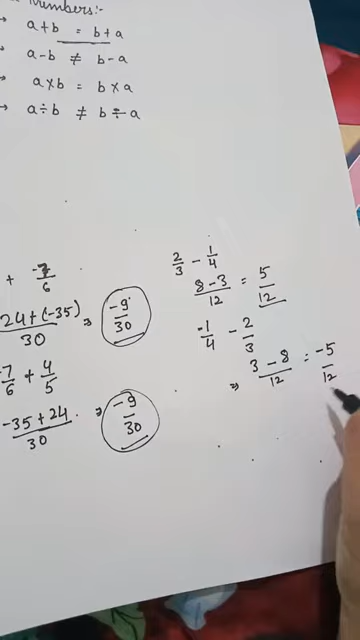 Numbers:-
→ a+b = b+a
→ a-b ≠ b-a
→ a×b = b×a
→ a÷b ≠ b÷a
+ -7/6
24+(-35)/30 ⇒ -9/30
-7/6 + 4/5
-35+24/30 ⇒ -9/30
2/3 - 1/4
8-3/12 = 5/12
-1/4 - 2/3
⇒ 3-8/12 = -5/12